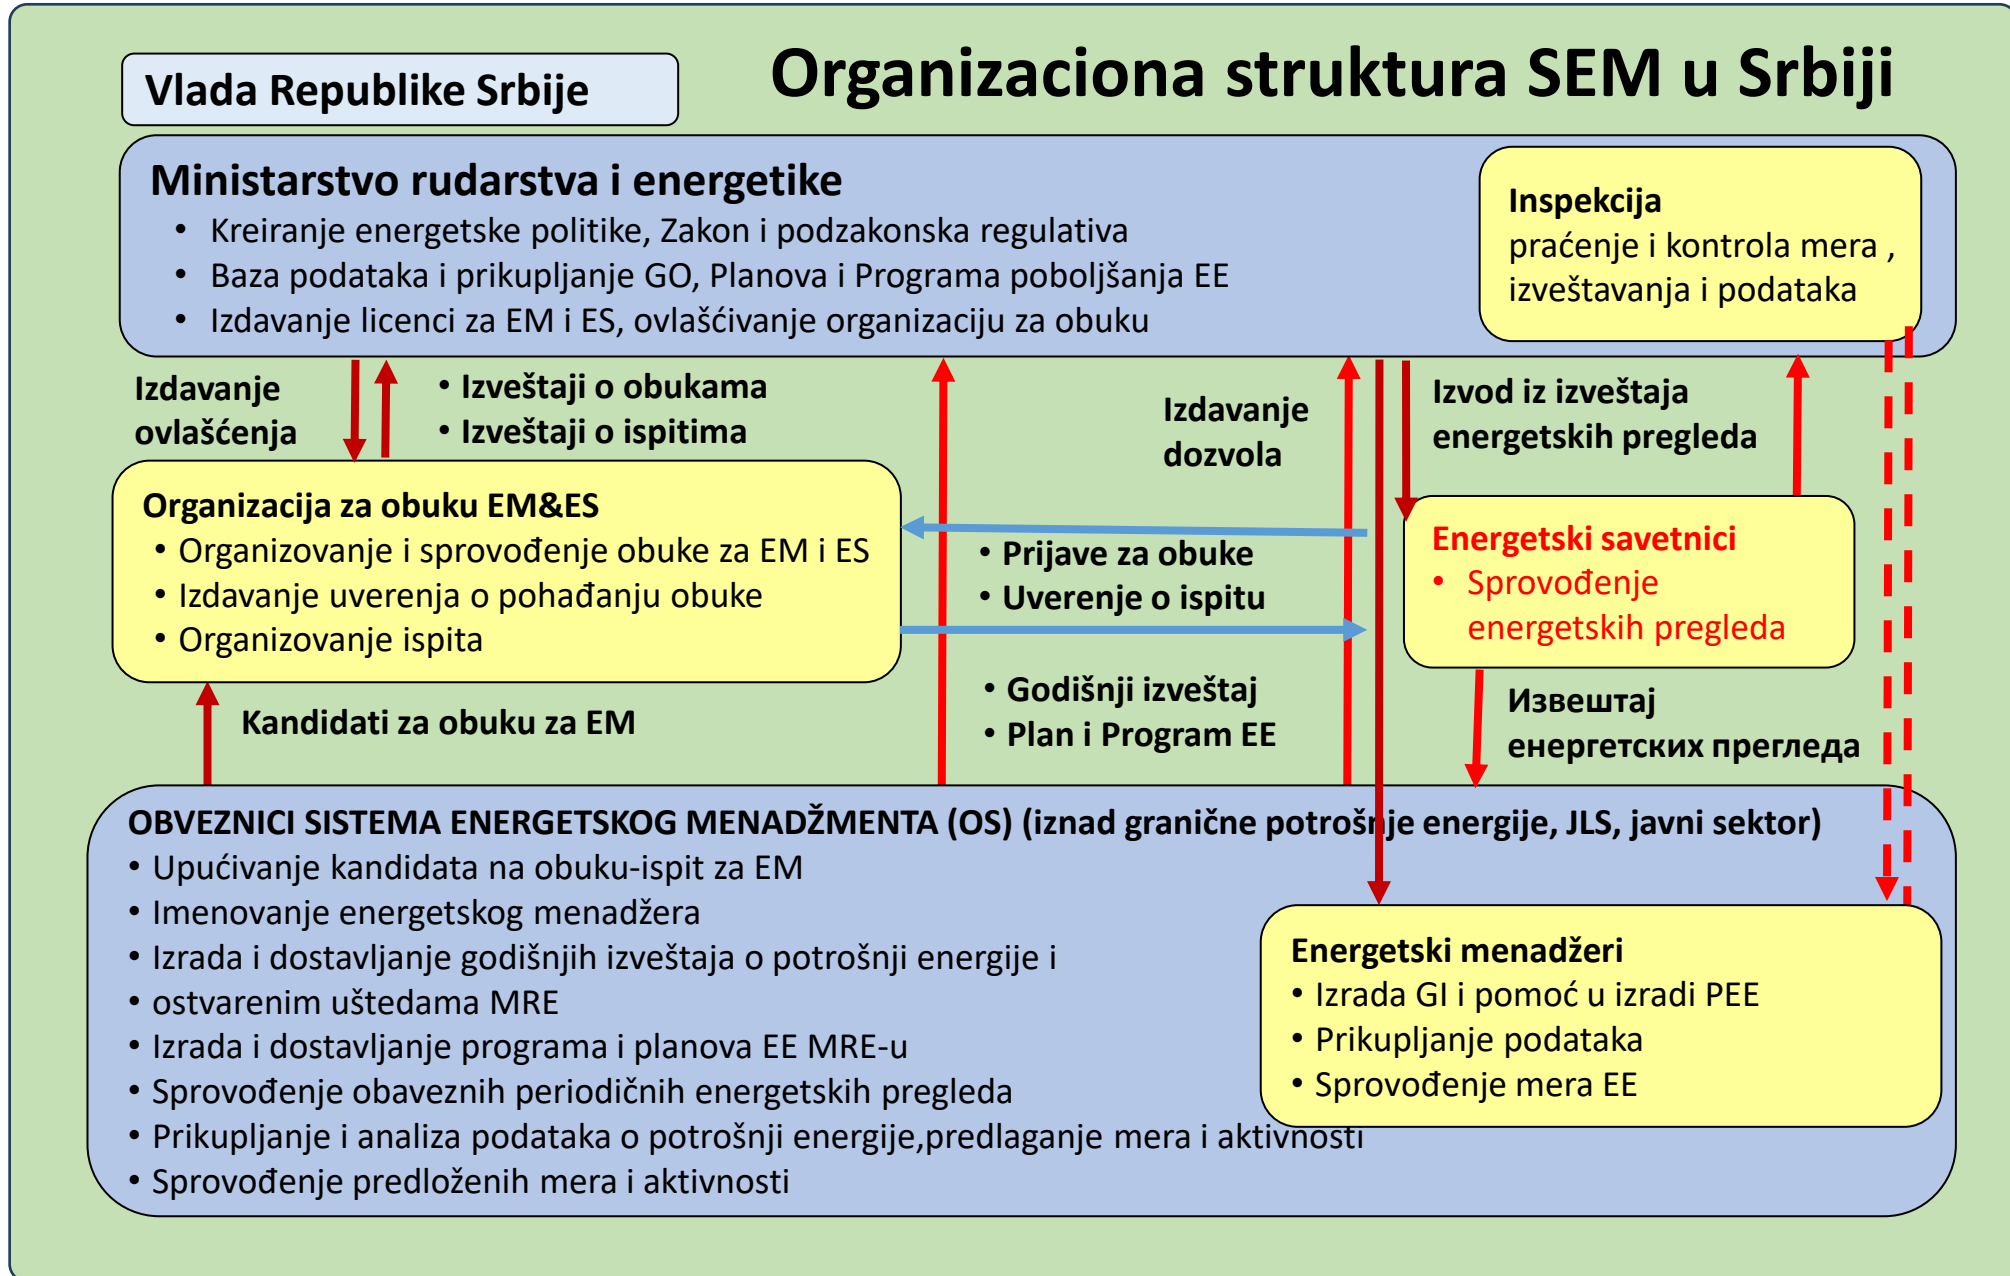 Organizaciona struktura SEM u Srbiji
Vlada Republike Srbije
Ministarstvo rudarstva i energetike
• Kreiranje energetske politike, Zakon i podzakonska regulativa
• Baza podataka i prikupljanje GO, Planova i Programa poboljšanja EE
• Izdavanje licenci za EM i ES, ovlašćivanje organizaciju za obuku
Inspekcija
praćenje i kontrola mera ,
izveštavanja i podataka
Izdavanje
ovlašćenja
• Izveštaji o obukama
• Izveštaji o ispitima
Izdavanje
dozvola
Izvod iz izveštaja
energetskih pregleda
Organizacija za obuku EM&ES
• Organizovanje i sprovođenje obuke za EM i ES
• Izdavanje uverenja o pohađanju obuke
• Organizovanje ispita
• Prijave za obuke
• Uverenje o ispitu
Energetski savetnici
• Sprovođenje
energetskih pregleda
Kandidati za obuku za EM
• Godišnji izveštaj
• Plan i Program EE
Извештај
енергетских прегледа
OBVEZNICI SISTEMA ENERGETSKOG MENADŽMENTA (OS) (iznad granične potrošnje energije, JLS, javni sektor)
• Upućivanje kandidata na obuku-ispit za EM
• Imenovanje energetskog menadžera
• Izrada i dostavljanje godišnjih izveštaja o potrošnji energije i
• ostvarenim uštedama MRE
• Izrada i dostavljanje programa i planova EE MRE-u
• Sprovođenje obaveznih periodičnih energetskih pregleda
• Prikupljanje i analiza podataka o potrošnji energije,predlaganje mera i aktivnosti
• Sprovođenje predloženih mera i aktivnosti
Energetski menadžeri
• Izrada GI i pomoć u izradi PEE
• Prikupljanje podataka
• Sprovođenje mera EE